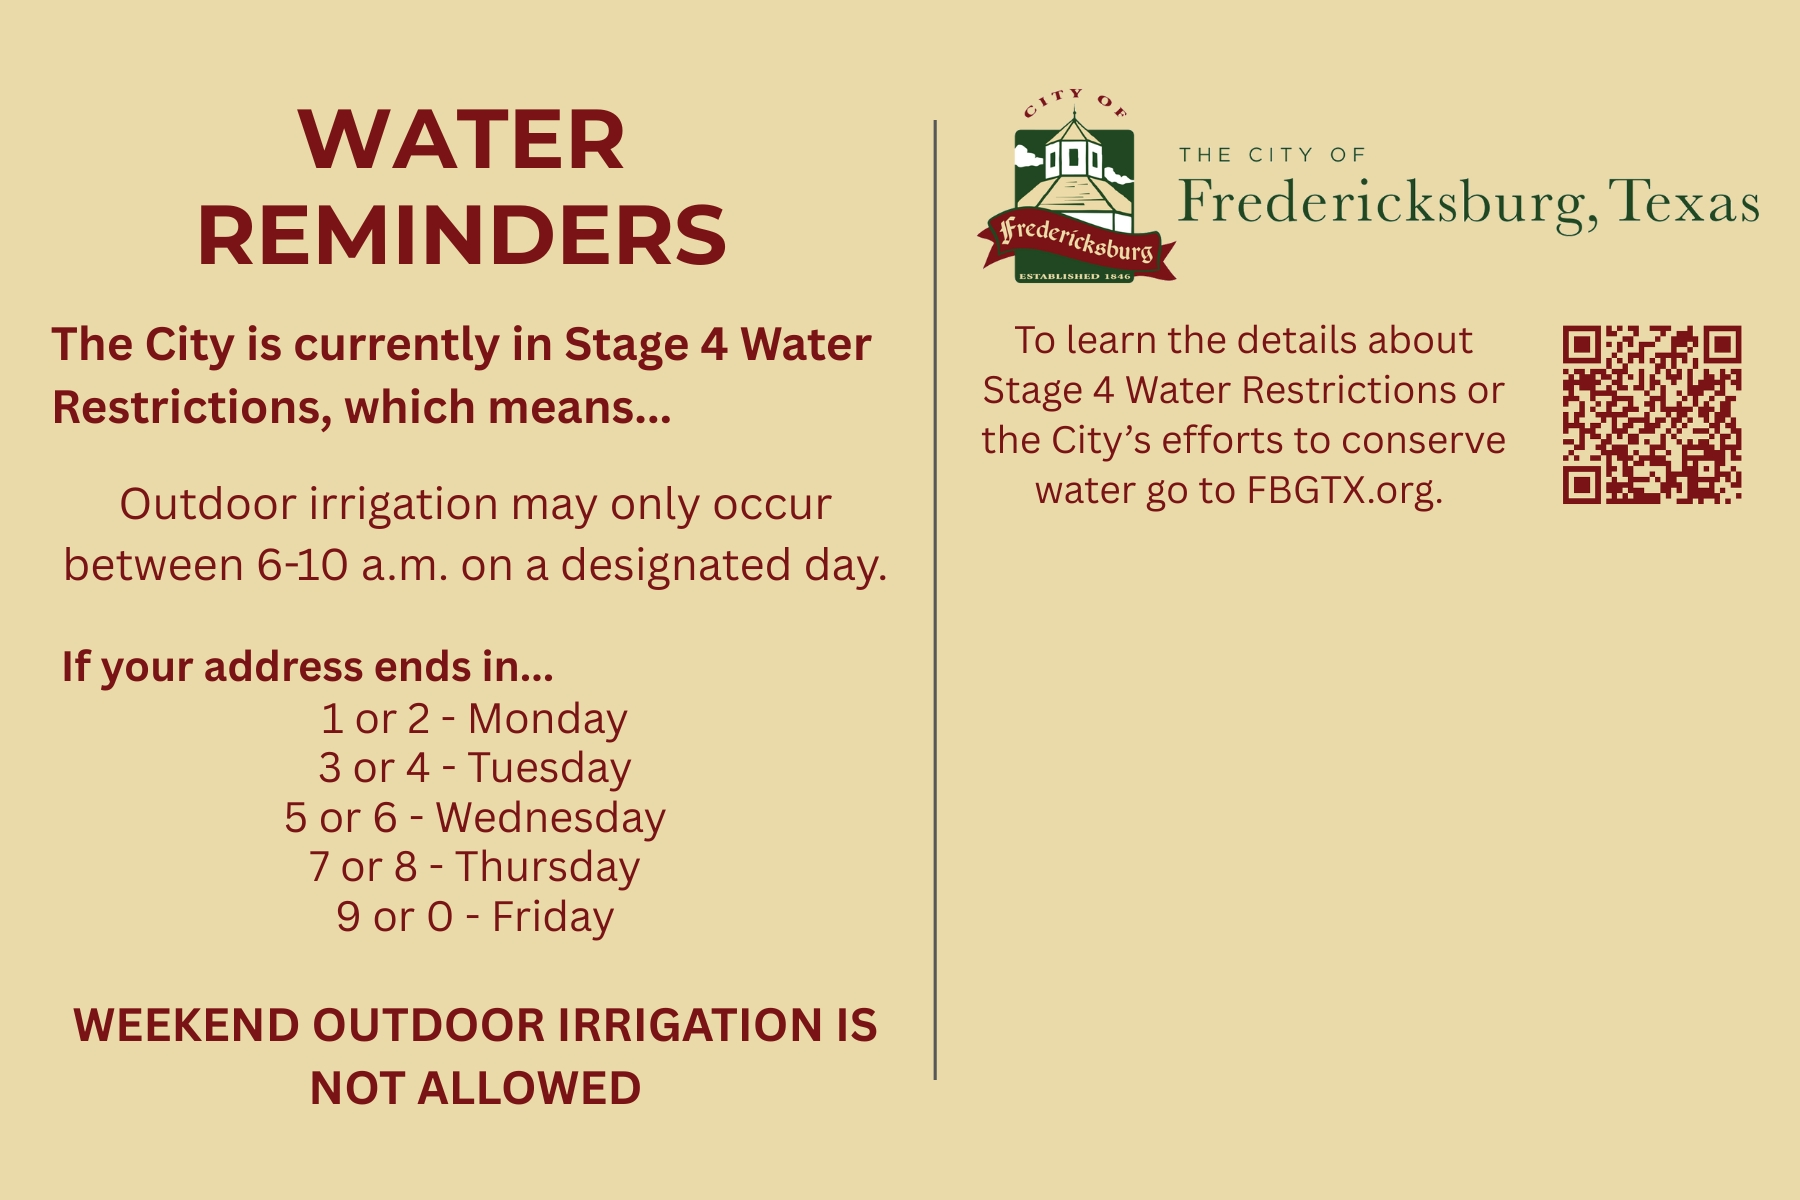 WATER
REMINDERS
The City is currently in Stage 4 Water
Restrictions, which means...
Outdoor irrigation may only occur
between 6-10 a.m. on a designated day.
If your address ends in...
1 or 2 - Monday
3 or 4 - Tuesday
5 or 6 - Wednesday
7 or 8 - Thursday
9 or 0 - Friday
WEEKEND OUTDOOR IRRIGATION IS
NOT ALLOWED
CITY OF
Fredericksburg
ESTABLISHED 1846
THE CITY OF
Fredericksburg, Texas
To learn the details about
Stage 4 Water Restrictions or
the City’s efforts to conserve
water go to FBGTX.org.